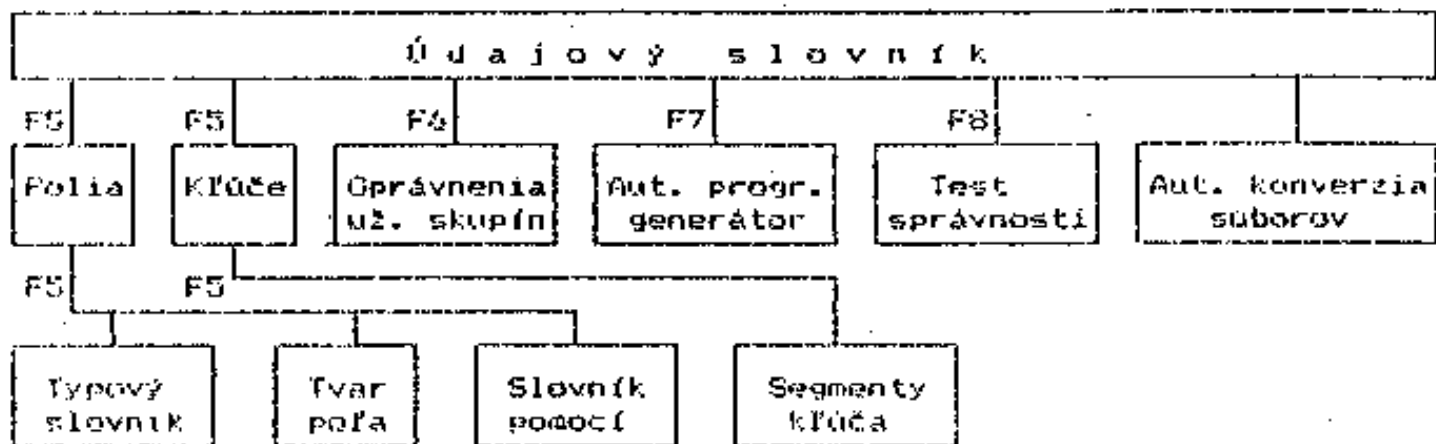 Údajový slovník
F5 F5 F6 F7 F8
Polia Kľúče Oprávnenia Aut. progr. Test Aut. konverzia
už. skupín generátor správnosti súborov
F5 F5
Typový Tvar Slovník Segmenty
slovník poľa pomocí kľúča